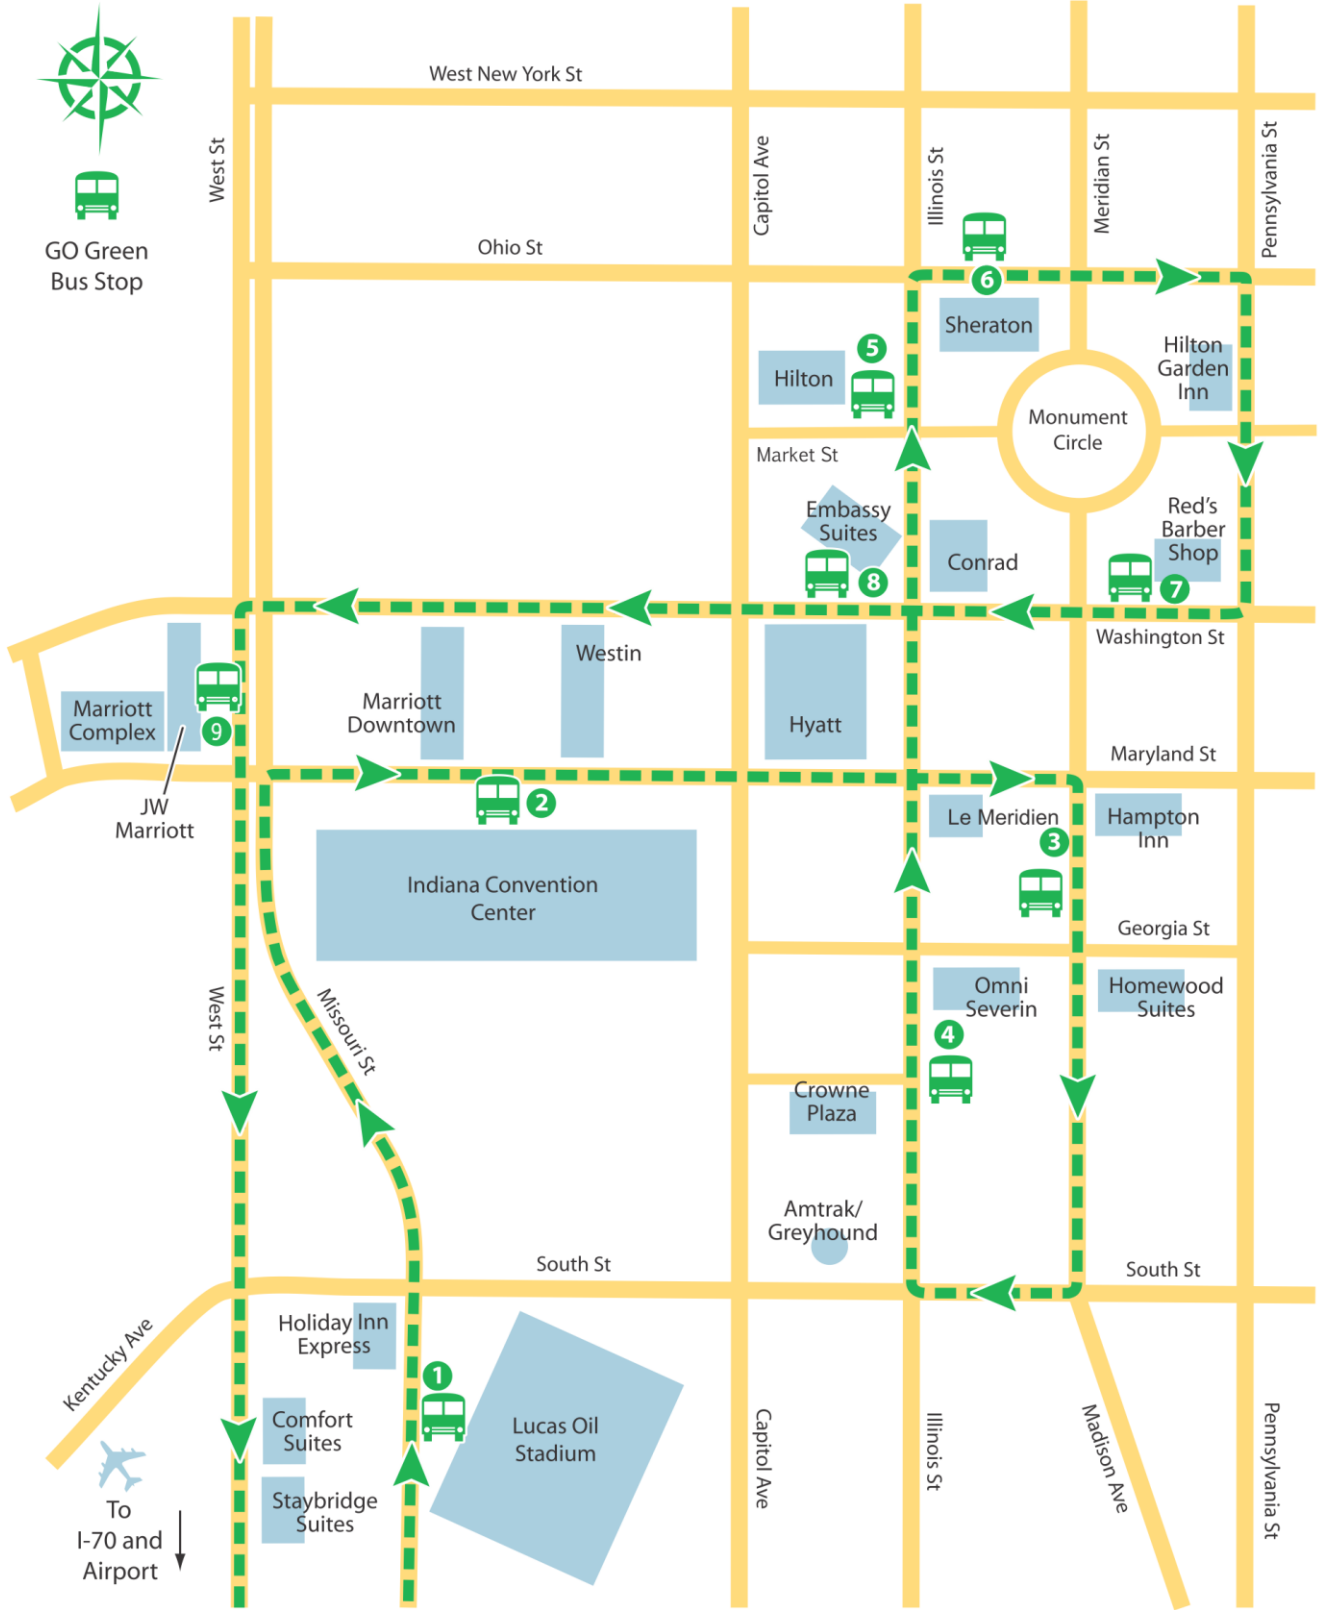 West New York St
West St
Capitol Ave
Illinois St
Meridian St
Pennsylvania St
GO Green
Bus Stop
Ohio St
6
Sheraton
5
Hilton
Hilton
Garden
Inn
Monument
Circle
Market St
Embassy
Suites
8
Conrad
Red's
Barber
Shop
7
Washington St
Westin
Marriott
Downtown
Hyatt
Marriott
Complex
9
JW
Marriott
Maryland St
2
Le Meridien
Hampton
Inn
3
Indiana Convention
Center
Georgia St
West St
Missouri St
Omni
Severin
Homewood
Suites
4
Crowne
Plaza
Amtrak/
Greyhound
South St
South St
Holiday Inn
Express
Kentucky Ave
1
Comfort
Suites
Lucas Oil
Stadium
Capitol Ave
Illinois St
Madison Ave
Pennsylvania St
Staybridge
Suites
To
I-70 and
Airport